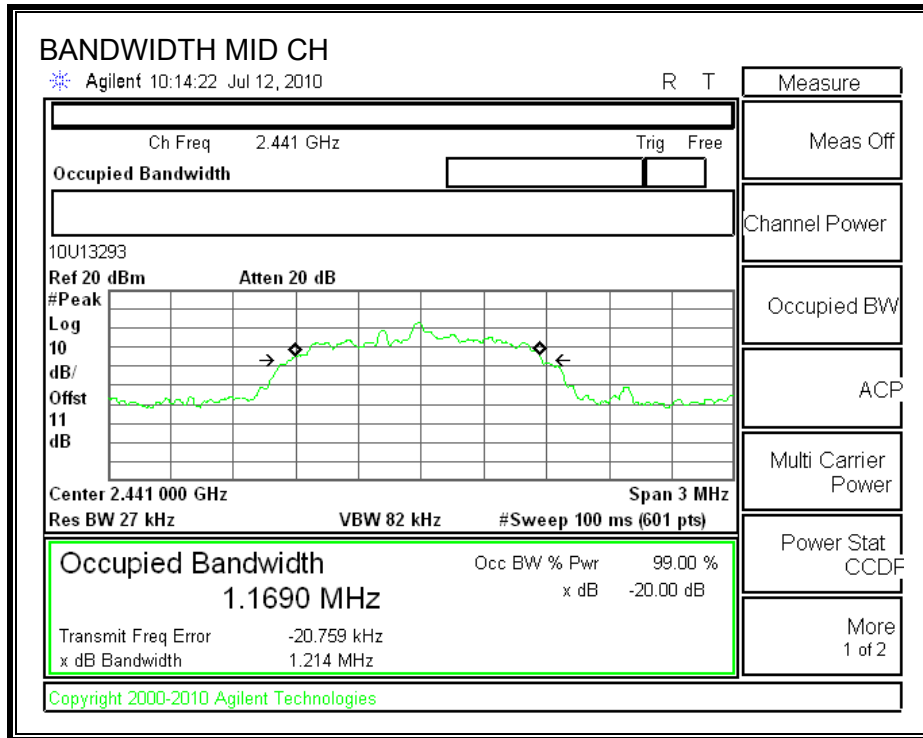 BANDWIDTH MID CH
Agilent 10:14:22 Jul 12, 2010 R T
Measure
Ch Freq 2.441 GHz Trig Free
Occupied Bandwidth
Meas Off
Channel Power
10U13293
Ref 20 dBm Atten 20 dB
#Peak
Log
10
dB/
Offst
11
dB
Occupied BW
ACP
Multi Carrier
Power
Center 2.441 000 GHz Span 3 MHz
Res BW 27 kHz VBW 82 kHz #Sweep 100 ms (601 pts)
Occupied Bandwidth Occ BW % Pwr 99.00 %
1.1690 MHz x dB -20.00 dB
Transmit Freq Error -20.759 kHz
x dB Bandwidth 1.214 MHz
Power Stat
CCDF
More
1 of 2
Copyright 2000-2010 Agilent Technologies